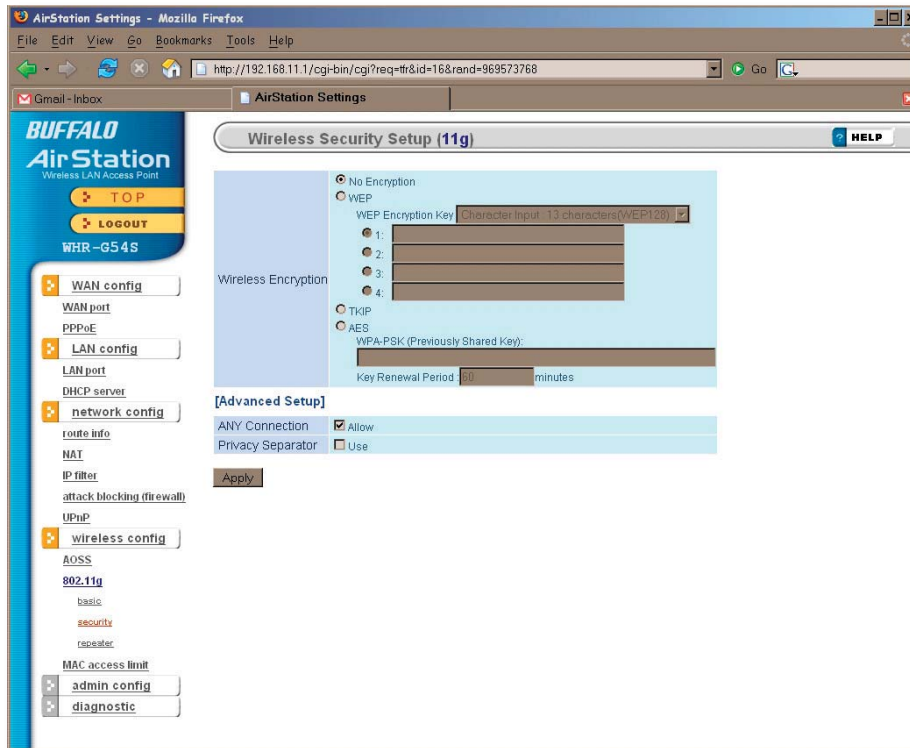 AirStation Settings - Mozilla Firefox
File Edit View Go Bookmarks Tools Help
http://192.168.11.1/cgi-bin/cgi?req=tfr&id=16&rand=969573768
Go
Gmail - Inbox
AirStation Settings
BUFFALO
AirStation
Wireless LAN Access Point
TOP
LOGOUT
WHR-G54S
WAN config
WAN port
PPPoE
LAN config
LAN port
DHCP server
network config
route info
NAT
IP filter
attack blocking (firewall)
UPnP
wireless config
AOSS
802.11g
basic
security
repeater
MAC access limit
admin config
diagnostic
Wireless Security Setup (11g)
? HELP
Wireless Encryption
No Encryption
WEP
WEP Encryption Key Character Input : 13 characters(WEP128)
1:
2:
3:
4:
TKIP
AES
WPA-PSK (Previously Shared Key):
Key Renewal Period : 60 minutes
[Advanced Setup]
ANY Connection Allow
Privacy Separator Use
Apply